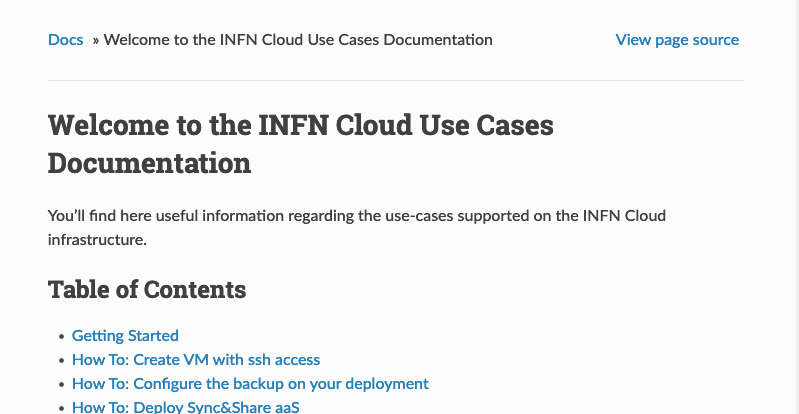 Docs » Welcome to the INFN Cloud Use Cases Documentation
View page source
Welcome to the INFN Cloud Use Cases
Documentation
You’ll find here useful information regarding the use-cases supported on the INFN Cloud
infrastructure.
Table of Contents
• Getting Started
• How To: Create VM with ssh access
• How To: Configure the backup on your deployment
• How To: Deploy Sync&Share aaS